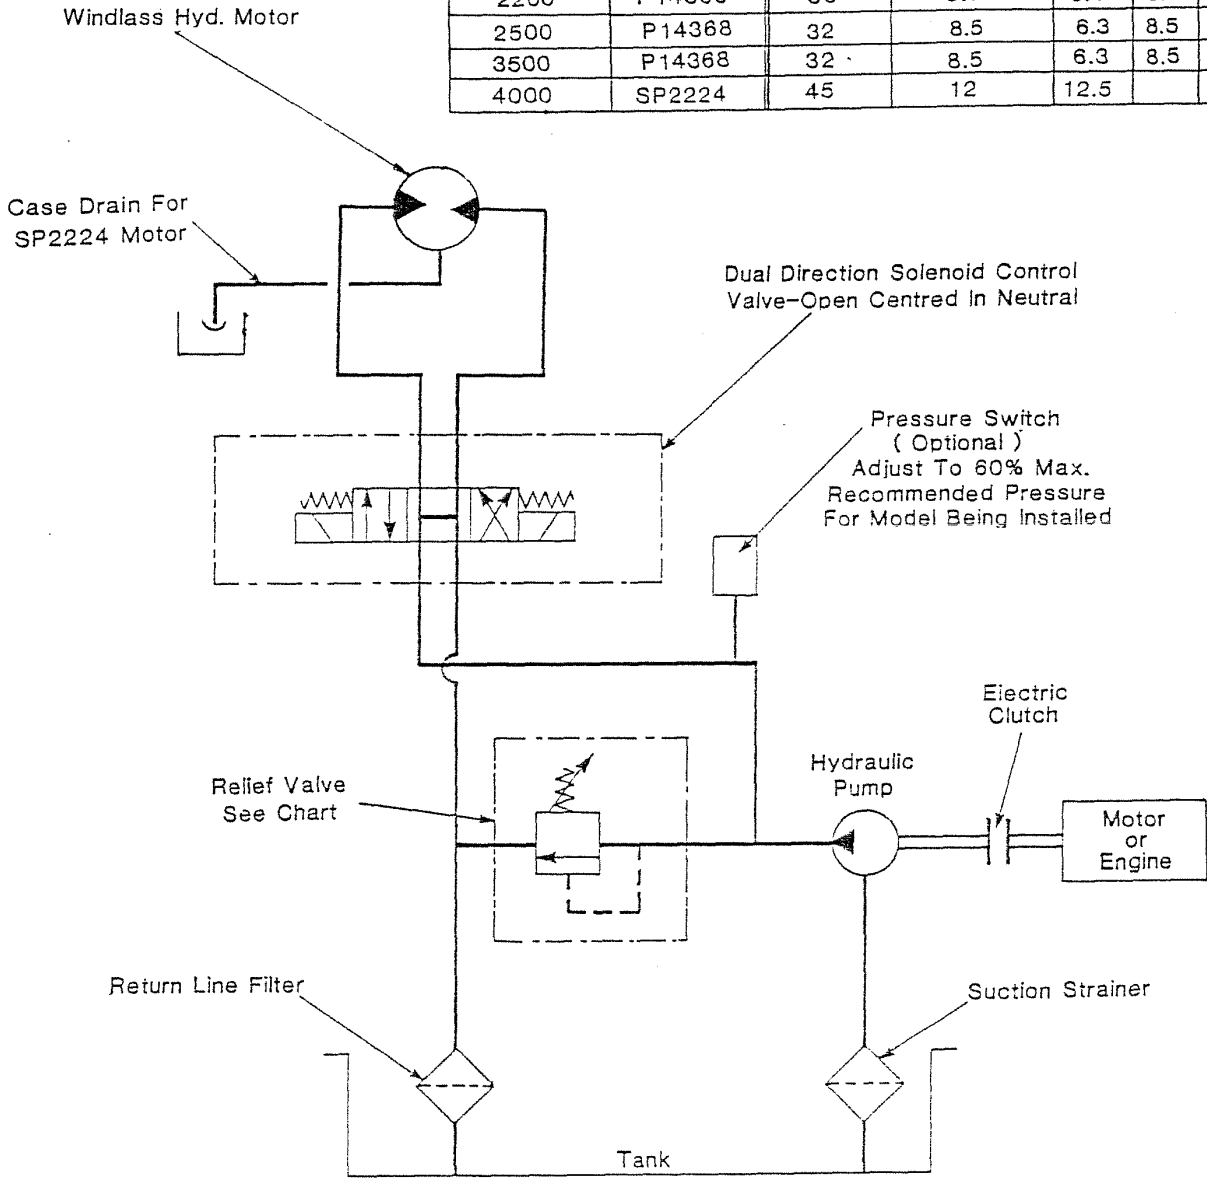 Windlass Hyd. Motor
2500 P14368 32 8.5 6.3 8.5
3500 P14368 32 8.5 6.3 8.5
4000 SP2224 45 12 12.5
Case Drain For
SP2224 Motor
Dual Direction Solenoid Control
Valve-Open Centred In Neutral
Pressure Switch
( Optional )
Adjust To 60% Max.
Recommended Pressure
For Model Being Installed
Electric
Clutch
Hydraulic
Pump
Relief Valve
See Chart
Motor
or
Engine
Return Line Filter
Suction Strainer
Tank